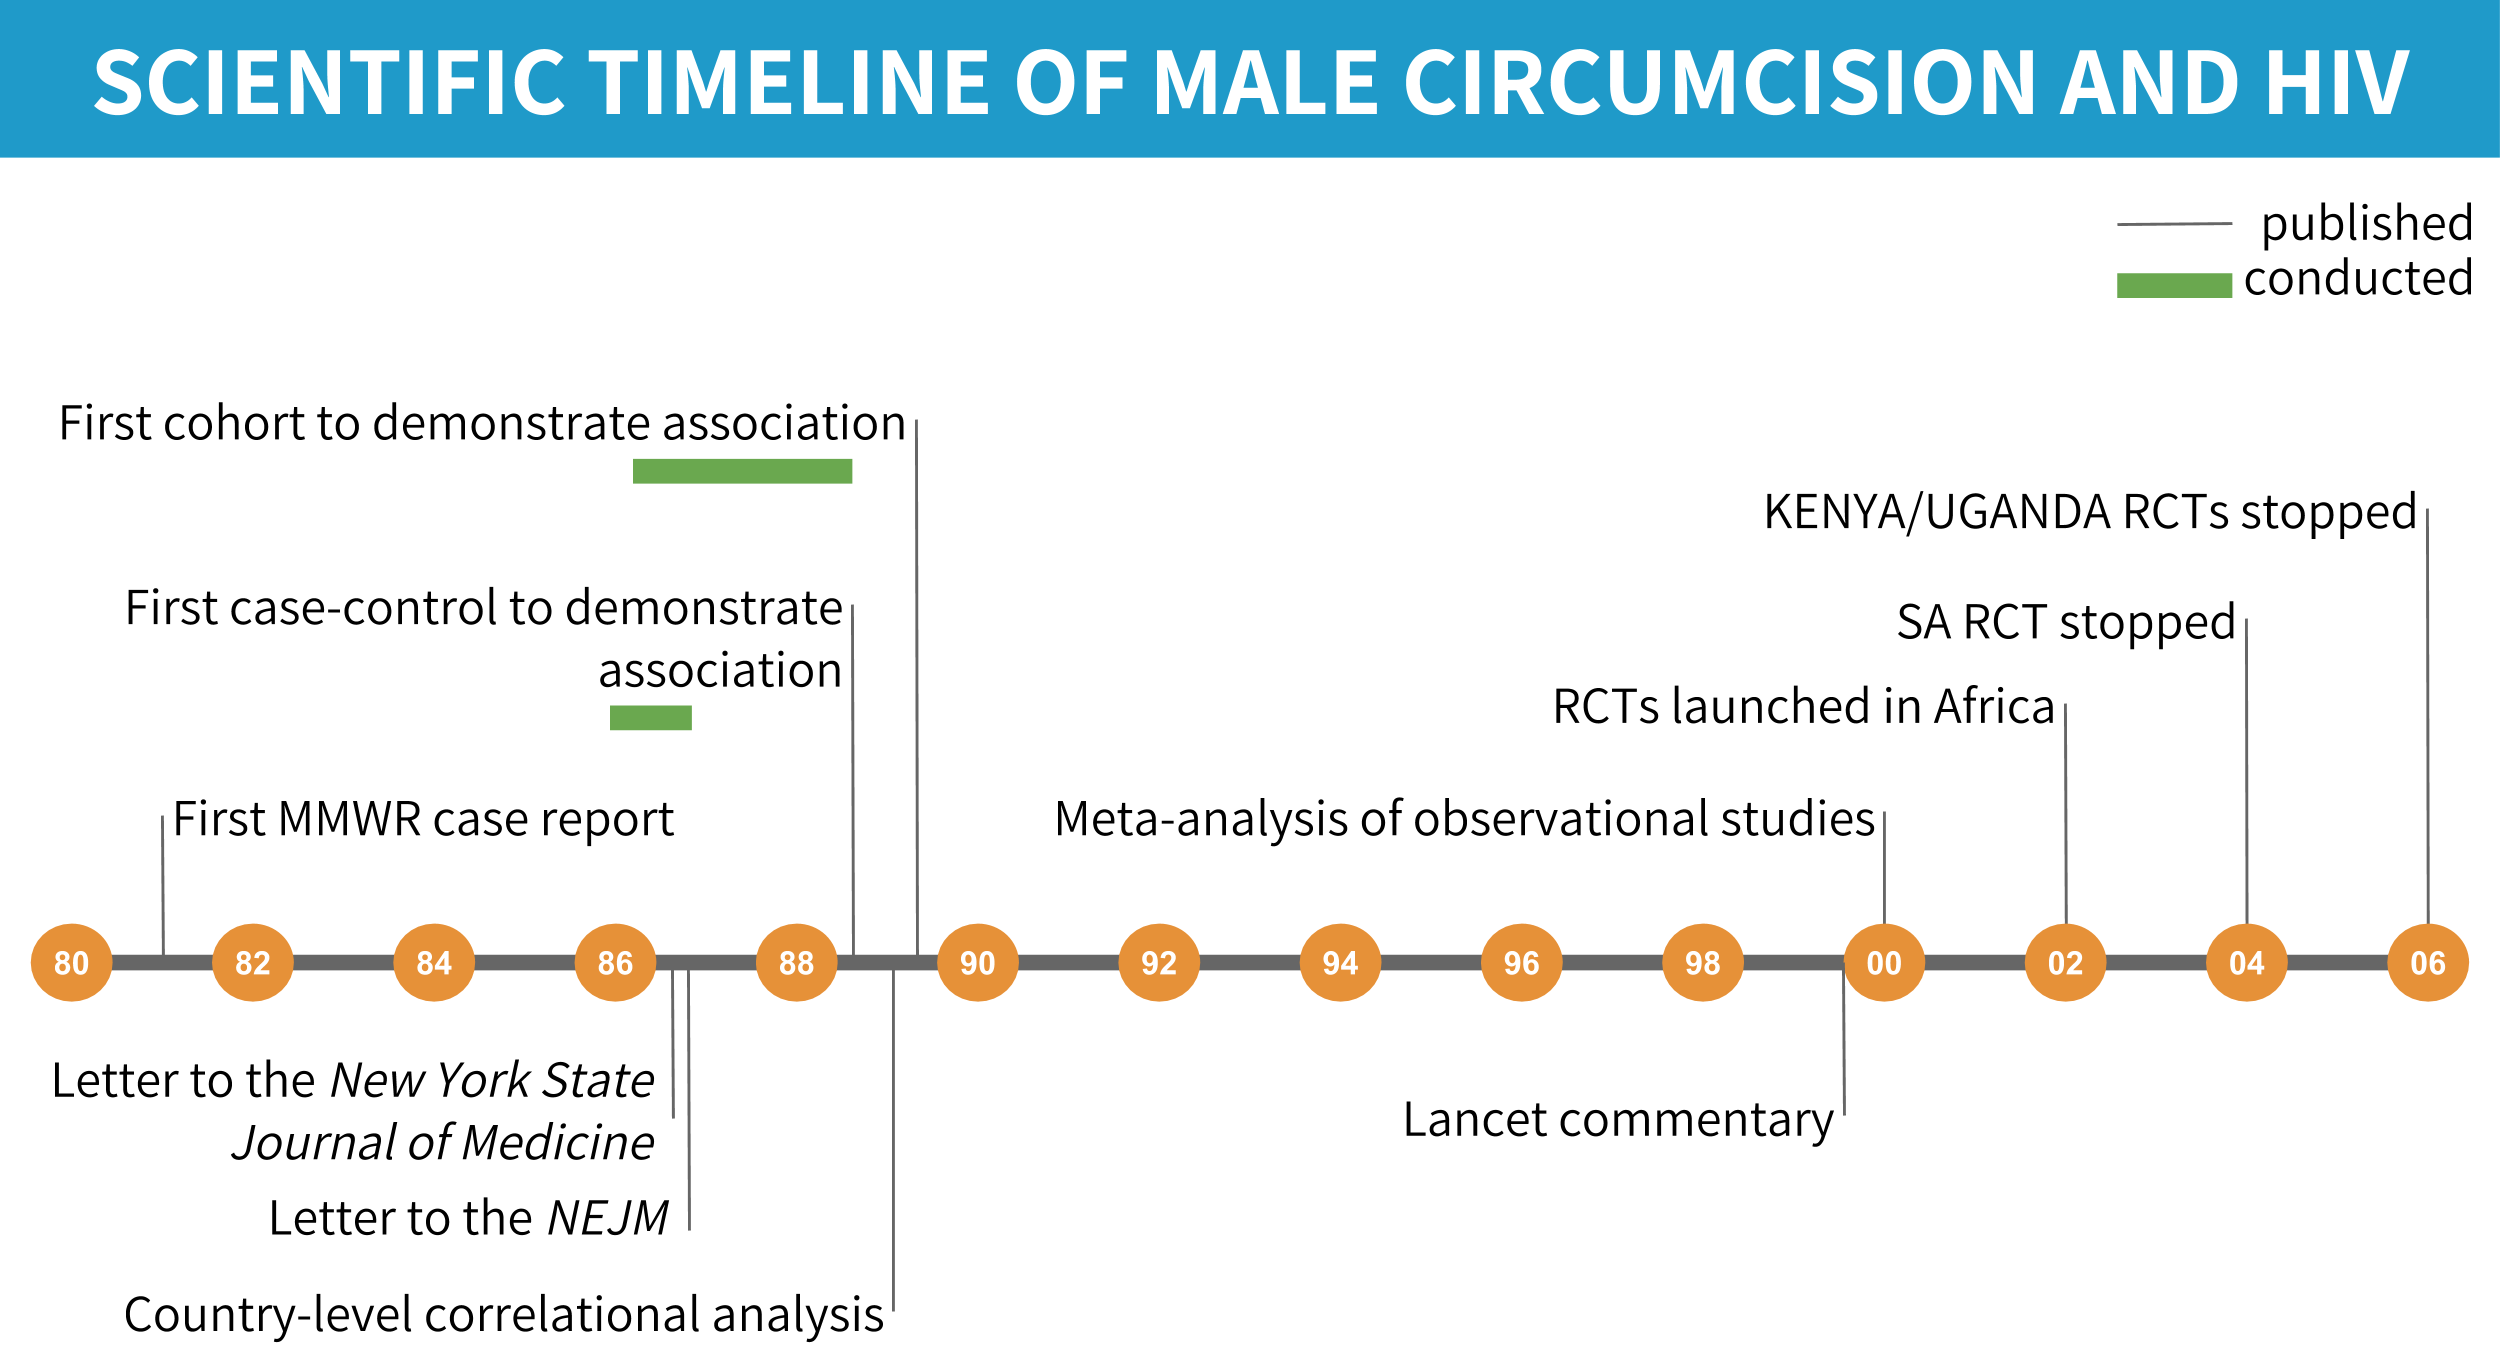 SCIENTIFIC TIMELINE OF MALE CIRCUMCISION AND HIV
published
conducted
First cohort to demonstrate association
KENYA/UGANDA RCTs stopped
First case-control to demonstrate
association
SA RCT stopped
RCTs launched in Africa
First MMWR case report
Meta-analysis of observational studies
80 82 84 86 88 90 92 94 96 98 00 02 04 06
Letter to the New York State
Journal of Medicine
Lancet commentary
Letter to the NEJM
Country-level correlational analysis